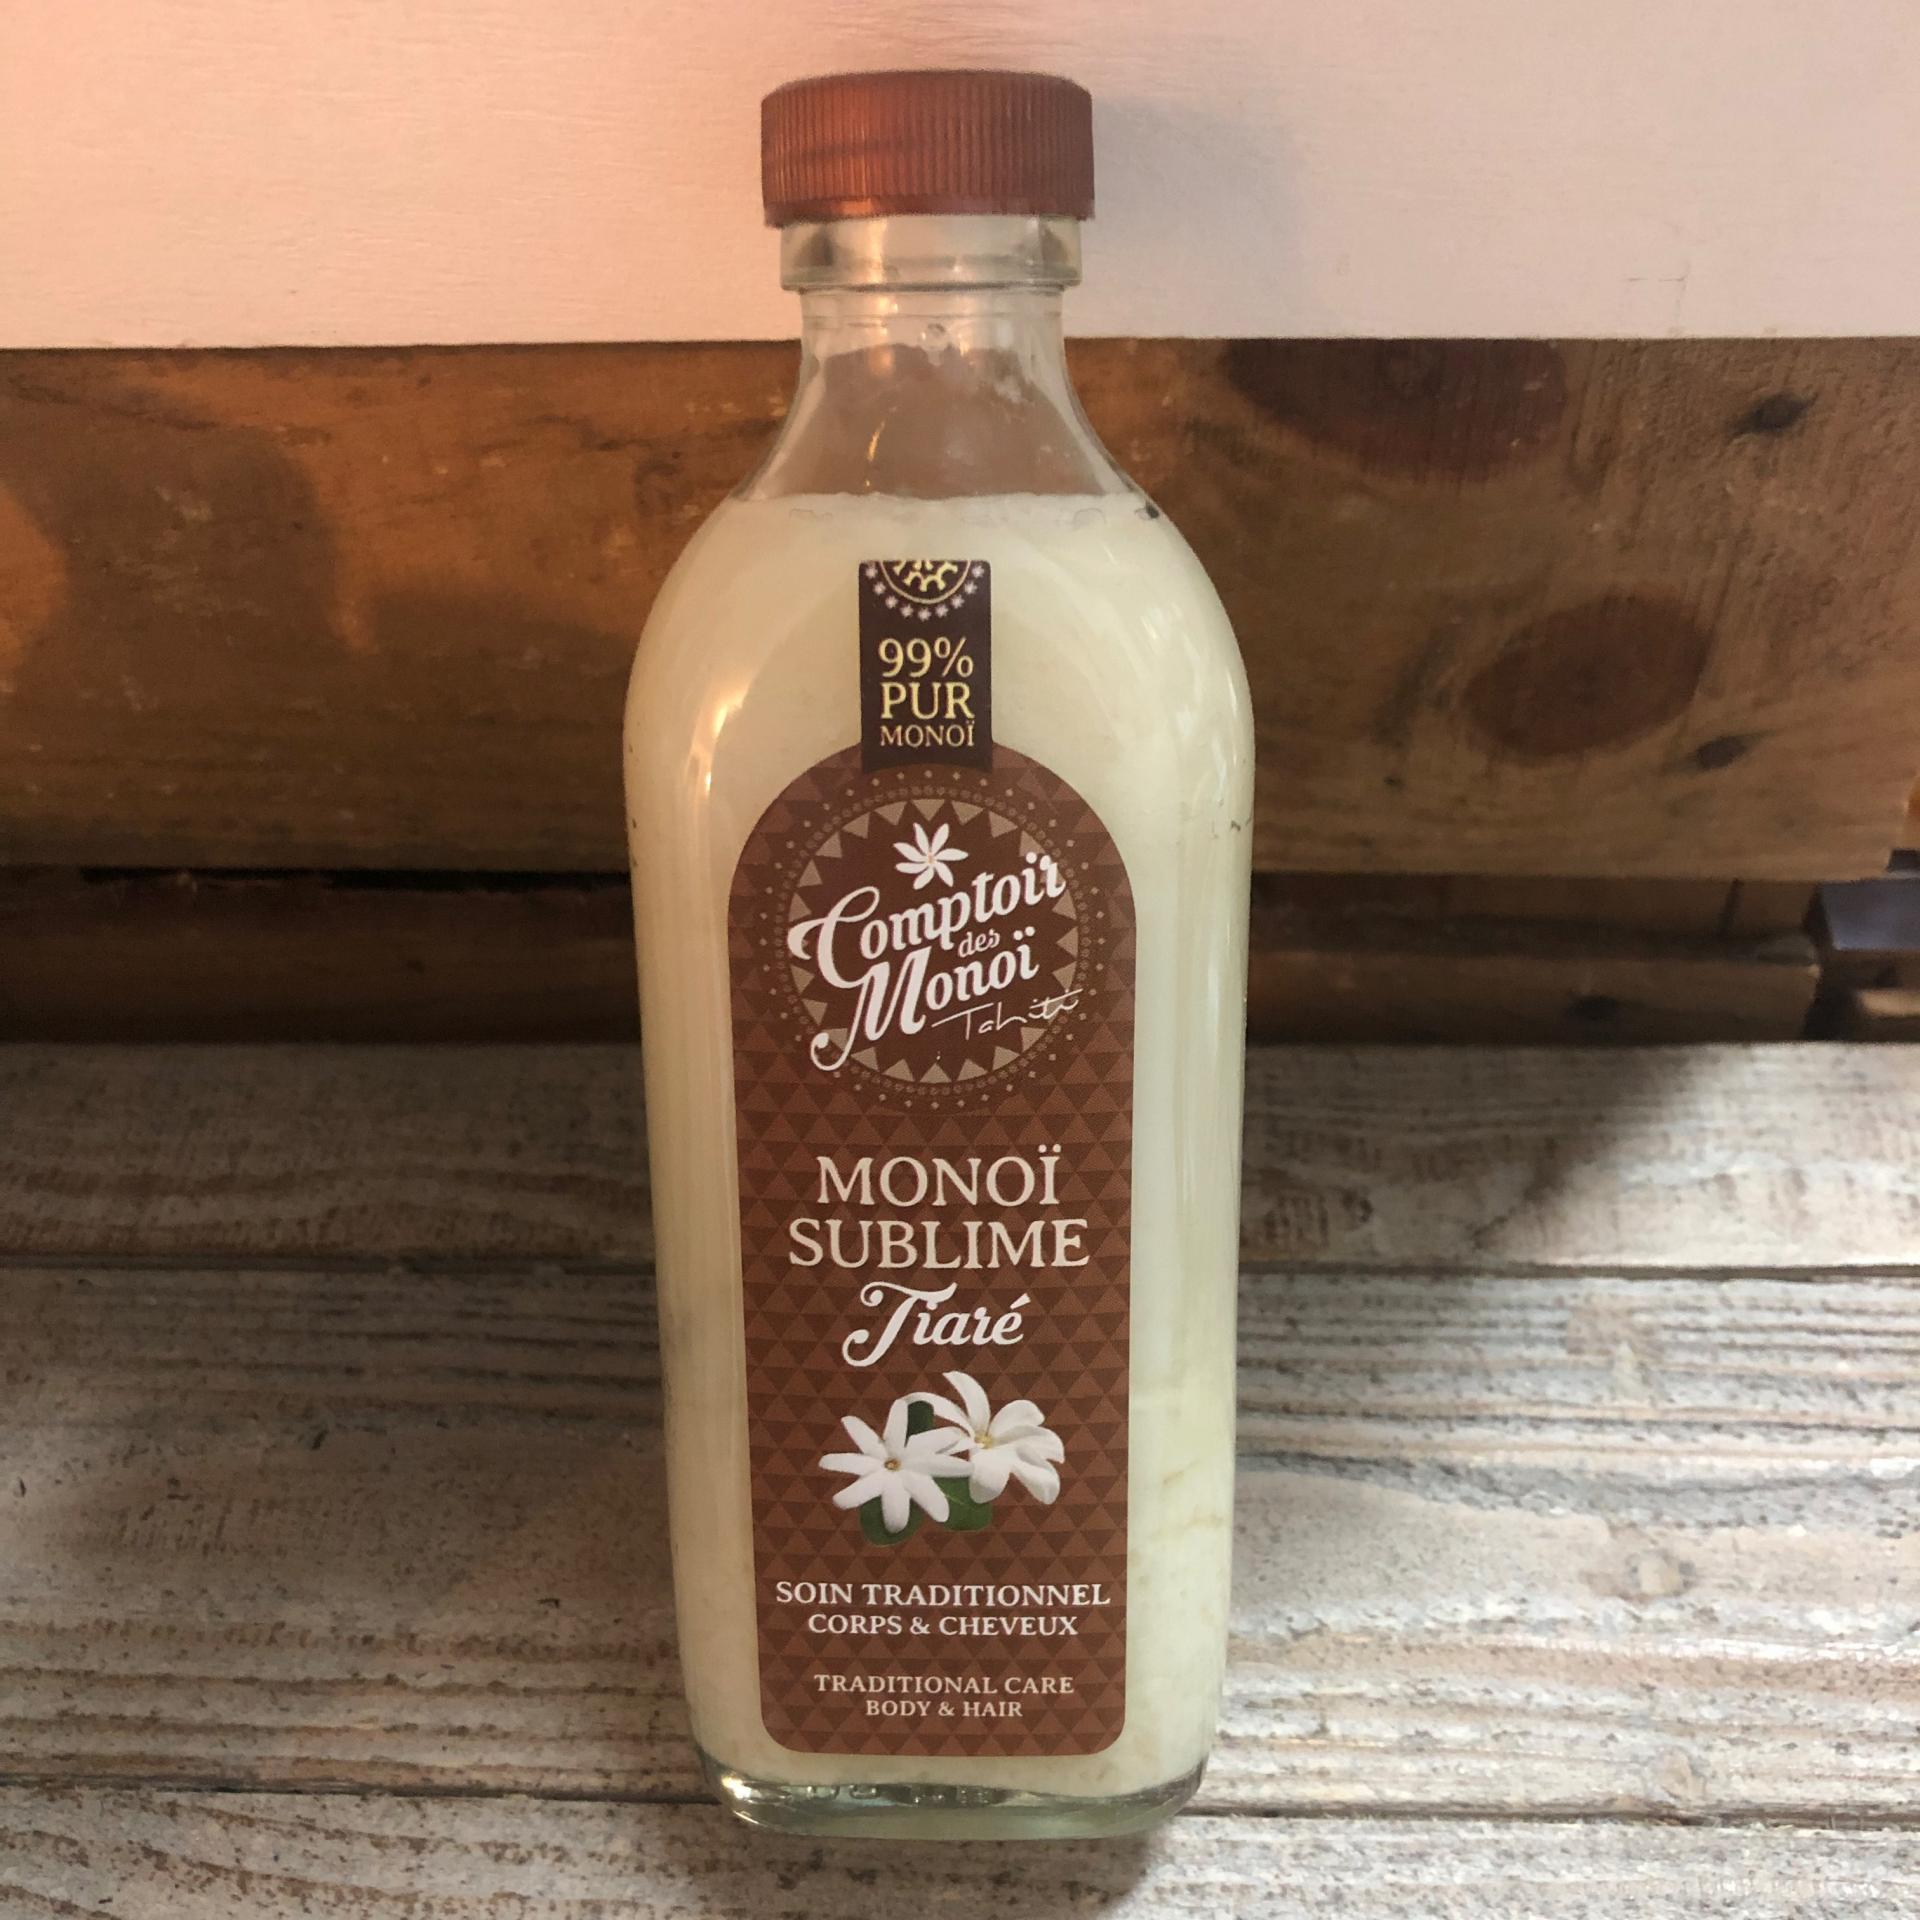 99%
PUR
MONOÏ
Comptoir
des
Monoï
Tahiti
MONOÏ
SUBLIME
Tiaré
SOIN TRADITIONNEL
CORPS & CHEVEUX
TRADITIONAL CARE
BODY & HAIR